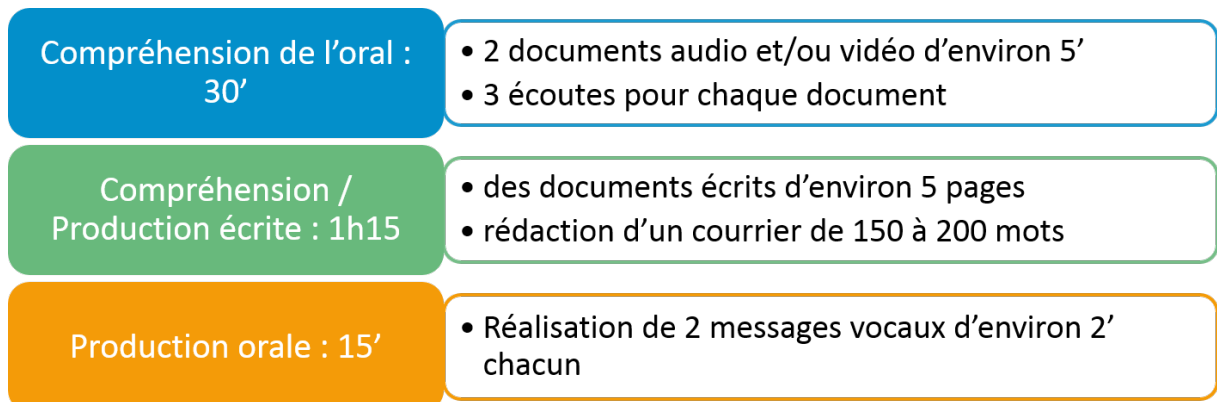 Compréhension de l’oral :
30’
• 2 documents audio et/ou vidéo d’environ 5’
• 3 écoutes pour chaque document
Compréhension /
Production écrite : 1h15
• des documents écrits d’environ 5 pages
• rédaction d’un courrier de 150 à 200 mots
Production orale : 15’
• Réalisation de 2 messages vocaux d’environ 2’
chacun